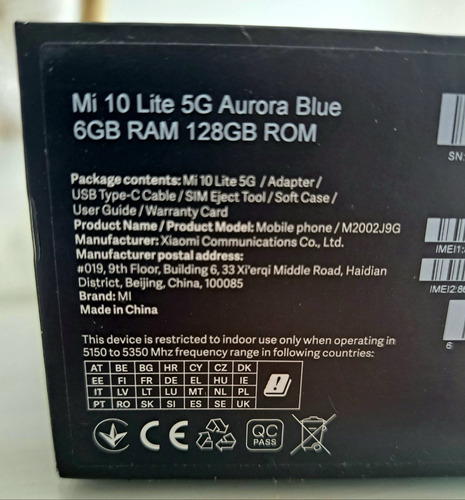 Mi 10 Lite 5G Aurora Blue
6GB RAM 128GB ROM
Package contents: Mi 10 Lite 5G / Adapter /
USB Type-C Cable / SIM Eject Tool / Soft Case /
User Guide / Warranty Card
Product Name / Product Model: Mobile phone / M2002J9G
Manufacturer: Xiaomi Communications Co., Ltd.
Manufacturer postal address:
#019, 9th Floor, Building 6, 33 Xi'erqi Middle Road, Haidian
District, Beijing, China, 100085
Brand: MI
Made in China
This device is restricted to indoor use only when operating in
5150 to 5350 Mhz frequency range in following countries:
AT BE BG HR CY CZ DK
EE FI FR DE EL HU IE
IT LV LT LU MT NL PL
PT RO SK SI ES SE UK
CE
QC
PASS
SN:
IMEI1:
IMEI2:86
6